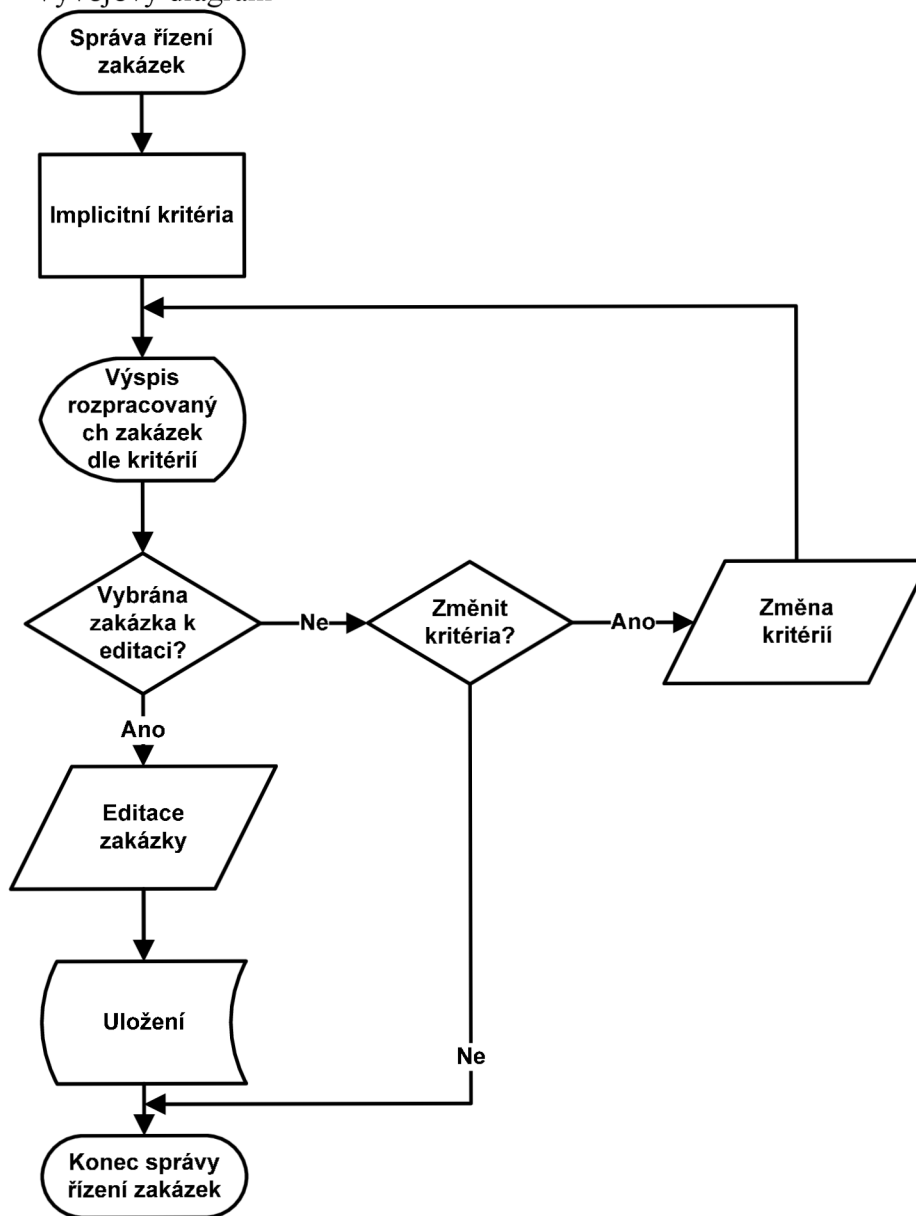 Vývojový diagram
Správa řízení
zakázek
Implicitní kritéria
Výspis
rozpracovaný
ch zakázek
dle kritérií
Vybrána
zakázka k
editaci?
Ne
Změnit
kritéria?
Ano
Změna
kritérií
Ano
Editace
zakázky
Uložení
Ne
Konec správy
řízení zakázek